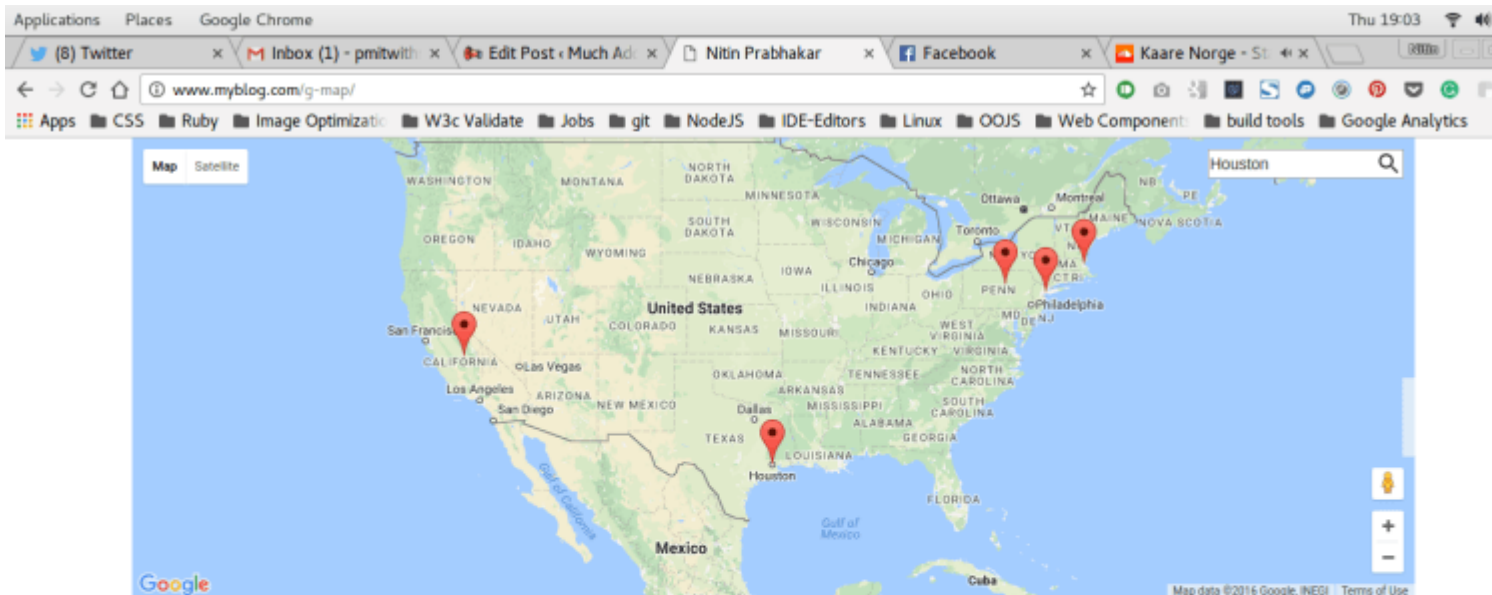 Applications Places Google Chrome Thu 19:03
(8) Twitter Inbox (1) - pmitwith Edit Post ‹ Much Ado Nitin Prabhakar Facebook Kaare Norge - St Nitin
www.myblog.com/g-map/
Apps CSS Ruby Image Optimizatio W3c Validate Jobs git NodeJS IDE-Editors Linux OOJS Web Component build tools Google Analytics
Map Satellite
Houston
WASHINGTON
MONTANA
NORTH
DAKOTA
MINNESOTA
Ottawa
Montreal
NB
PE
MAINE
NOVA SCOTIA
OREGON
IDAHO
WYOMING
SOUTH
DAKOTA
WISCONSIN
MICHIGAN
Toronto
VT
N
MA
CT RI
Chicago
NEBRASKA
IOWA
ILLINOIS
INDIANA
OHIO
PENN
Philadelphia
MD
DE NJ
NEVADA
UTAH
COLORADO
United States
KANSAS
MISSOURI
WEST
VIRGINIA
KENTUCKY
VIRGINIA
San Francis
CALIFORNIA
Las Vegas
OKLAHOMA
TENNESSEE
NORTH
CAROLINA
Los Angeles
ARIZONA
NEW MEXICO
ARKANSAS
San Diego
Dallas
MISSISSIPPI
SOUTH
CAROLINA
ALABAMA
TEXAS
GEORGIA
LOUISIANA
Houston
Gulf of California
FLORIDA
Gulf of
Mexico
Mexico
Cuba
Google
Map data ©2016 Google, INEGI Terms of Use